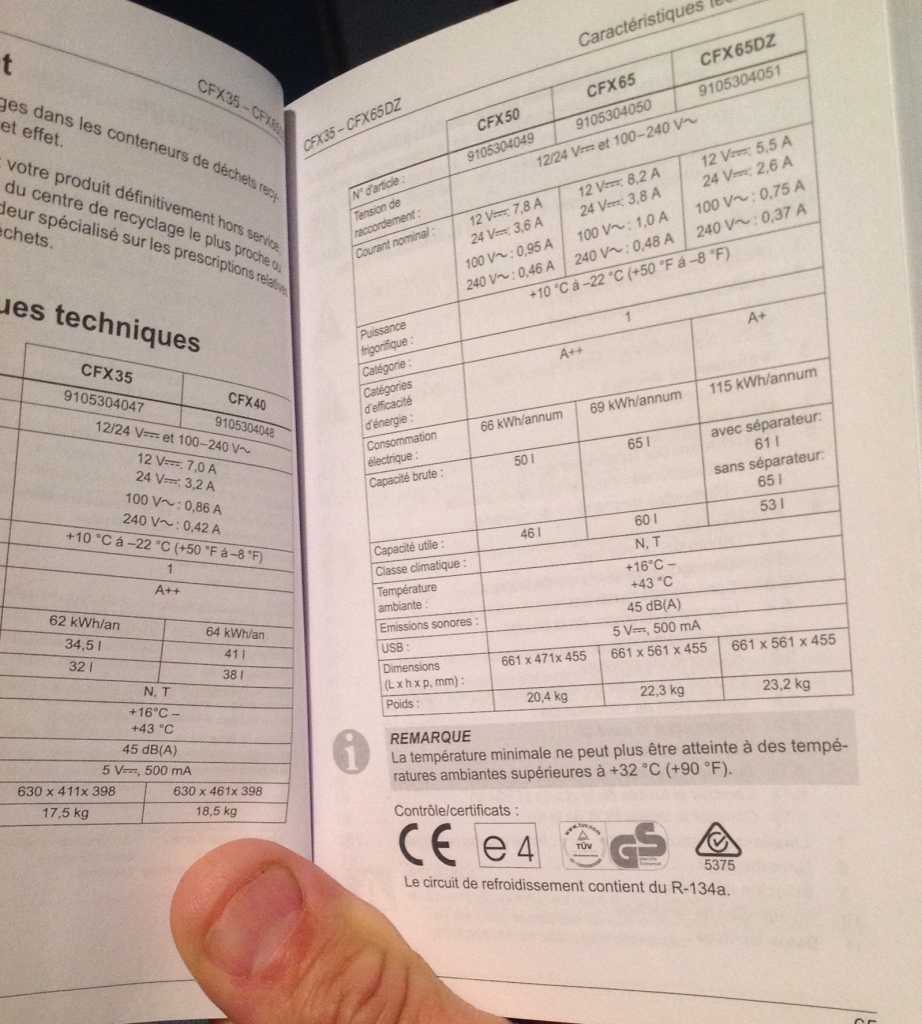 t
CFX35 – CFX65
ges dans les conteneurs de déchets recy-
et effet.
votre produit définitivement hors service,
du centre de recyclage le plus proche ou
deur spécialisé sur les prescriptions relatives
échets.
ues techniques
CFX35 CFX40
9105304047 9105304048
12/24 V⎓ et 100–240 V~
12 V⎓: 7,0 A
24 V⎓: 3,2 A
100 V~ : 0,86 A
240 V~ : 0,42 A
+10 °C á –22 °C (+50 °F á –8 °F)
1
A++
62 kWh/an 64 kWh/an
34,5 l 41 l
32 l 38 l
N, T
+16°C –
+43 °C
45 dB(A)
5 V⎓, 500 mA
630 x 411x 398 630 x 461x 398
17,5 kg 18,5 kg
CFX35 – CFX65DZ Caractéristiques
CFX50 CFX65 CFX65DZ
N° d'article : 9105304049 9105304050 9105304051
Tension de
raccordement : 12/24 V⎓ et 100–240 V~
Courant nominal : 12 V⎓: 7,8 A 12 V⎓: 8,2 A 12 V⎓: 5,5 A
24 V⎓: 3,6 A 24 V⎓: 3,8 A 24 V⎓: 2,6 A
100 V~ : 0,95 A 100 V~ : 1,0 A 100 V~ : 0,75 A
240 V~ : 0,46 A 240 V~ : 0,48 A 240 V~ : 0,37 A
Puissance
frigorifique : +10 °C à –22 °C (+50 °F á –8 °F)
Catégorie : 1
Catégories
d'efficacité
d'énergie : A++ A+
Consommation
électrique : 66 kWh/annum 69 kWh/annum 115 kWh/annum
Capacité brute : 50 l 65 l avec séparateur:
61 l
sans séparateur:
65 l
Capacité utile : 46 l 60 l 53 l
Classe climatique : N, T
Température
ambiante : +16°C –
+43 °C
Emissions sonores : 45 dB(A)
USB : 5 V⎓, 500 mA
Dimensions
(L x h x p, mm) : 661 x 471x 455 661 x 561 x 455 661 x 561 x 455
Poids : 20,4 kg 22,3 kg 23,2 kg
i
REMARQUE
La température minimale ne peut plus être atteinte à des tempé-
ratures ambiantes supérieures à +32 °C (+90 °F).
Contrôle/certificats :
CE e4 www.tuv.com TÜV GS 5375
Le circuit de refroidissement contient du R-134a.